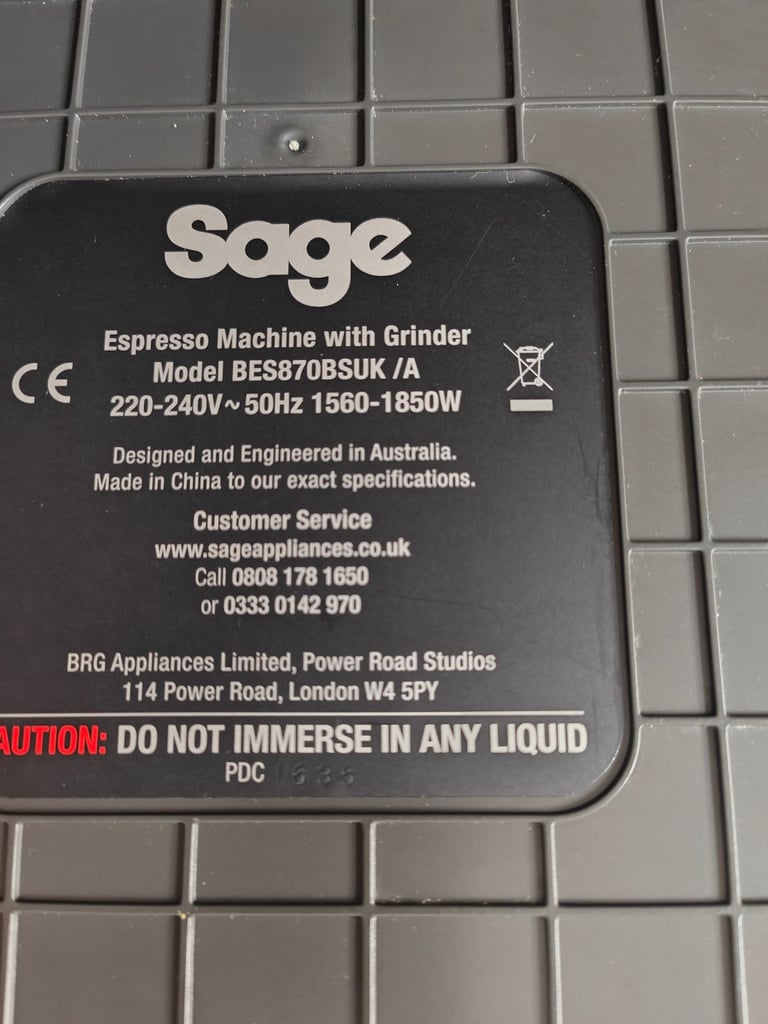 Sage
Espresso Machine with Grinder
Model BES870BSUK /A
CE
220-240V~50Hz 1560-1850W
Designed and Engineered in Australia.
Made in China to our exact specifications.
Customer Service
www.sageappliances.co.uk
Call 0808 178 1650
or 0333 0142 970
BRG Appliances Limited, Power Road Studios
114 Power Road, London W4 5PY
AUTION: DO NOT IMMERSE IN ANY LIQUID
PDC 1635